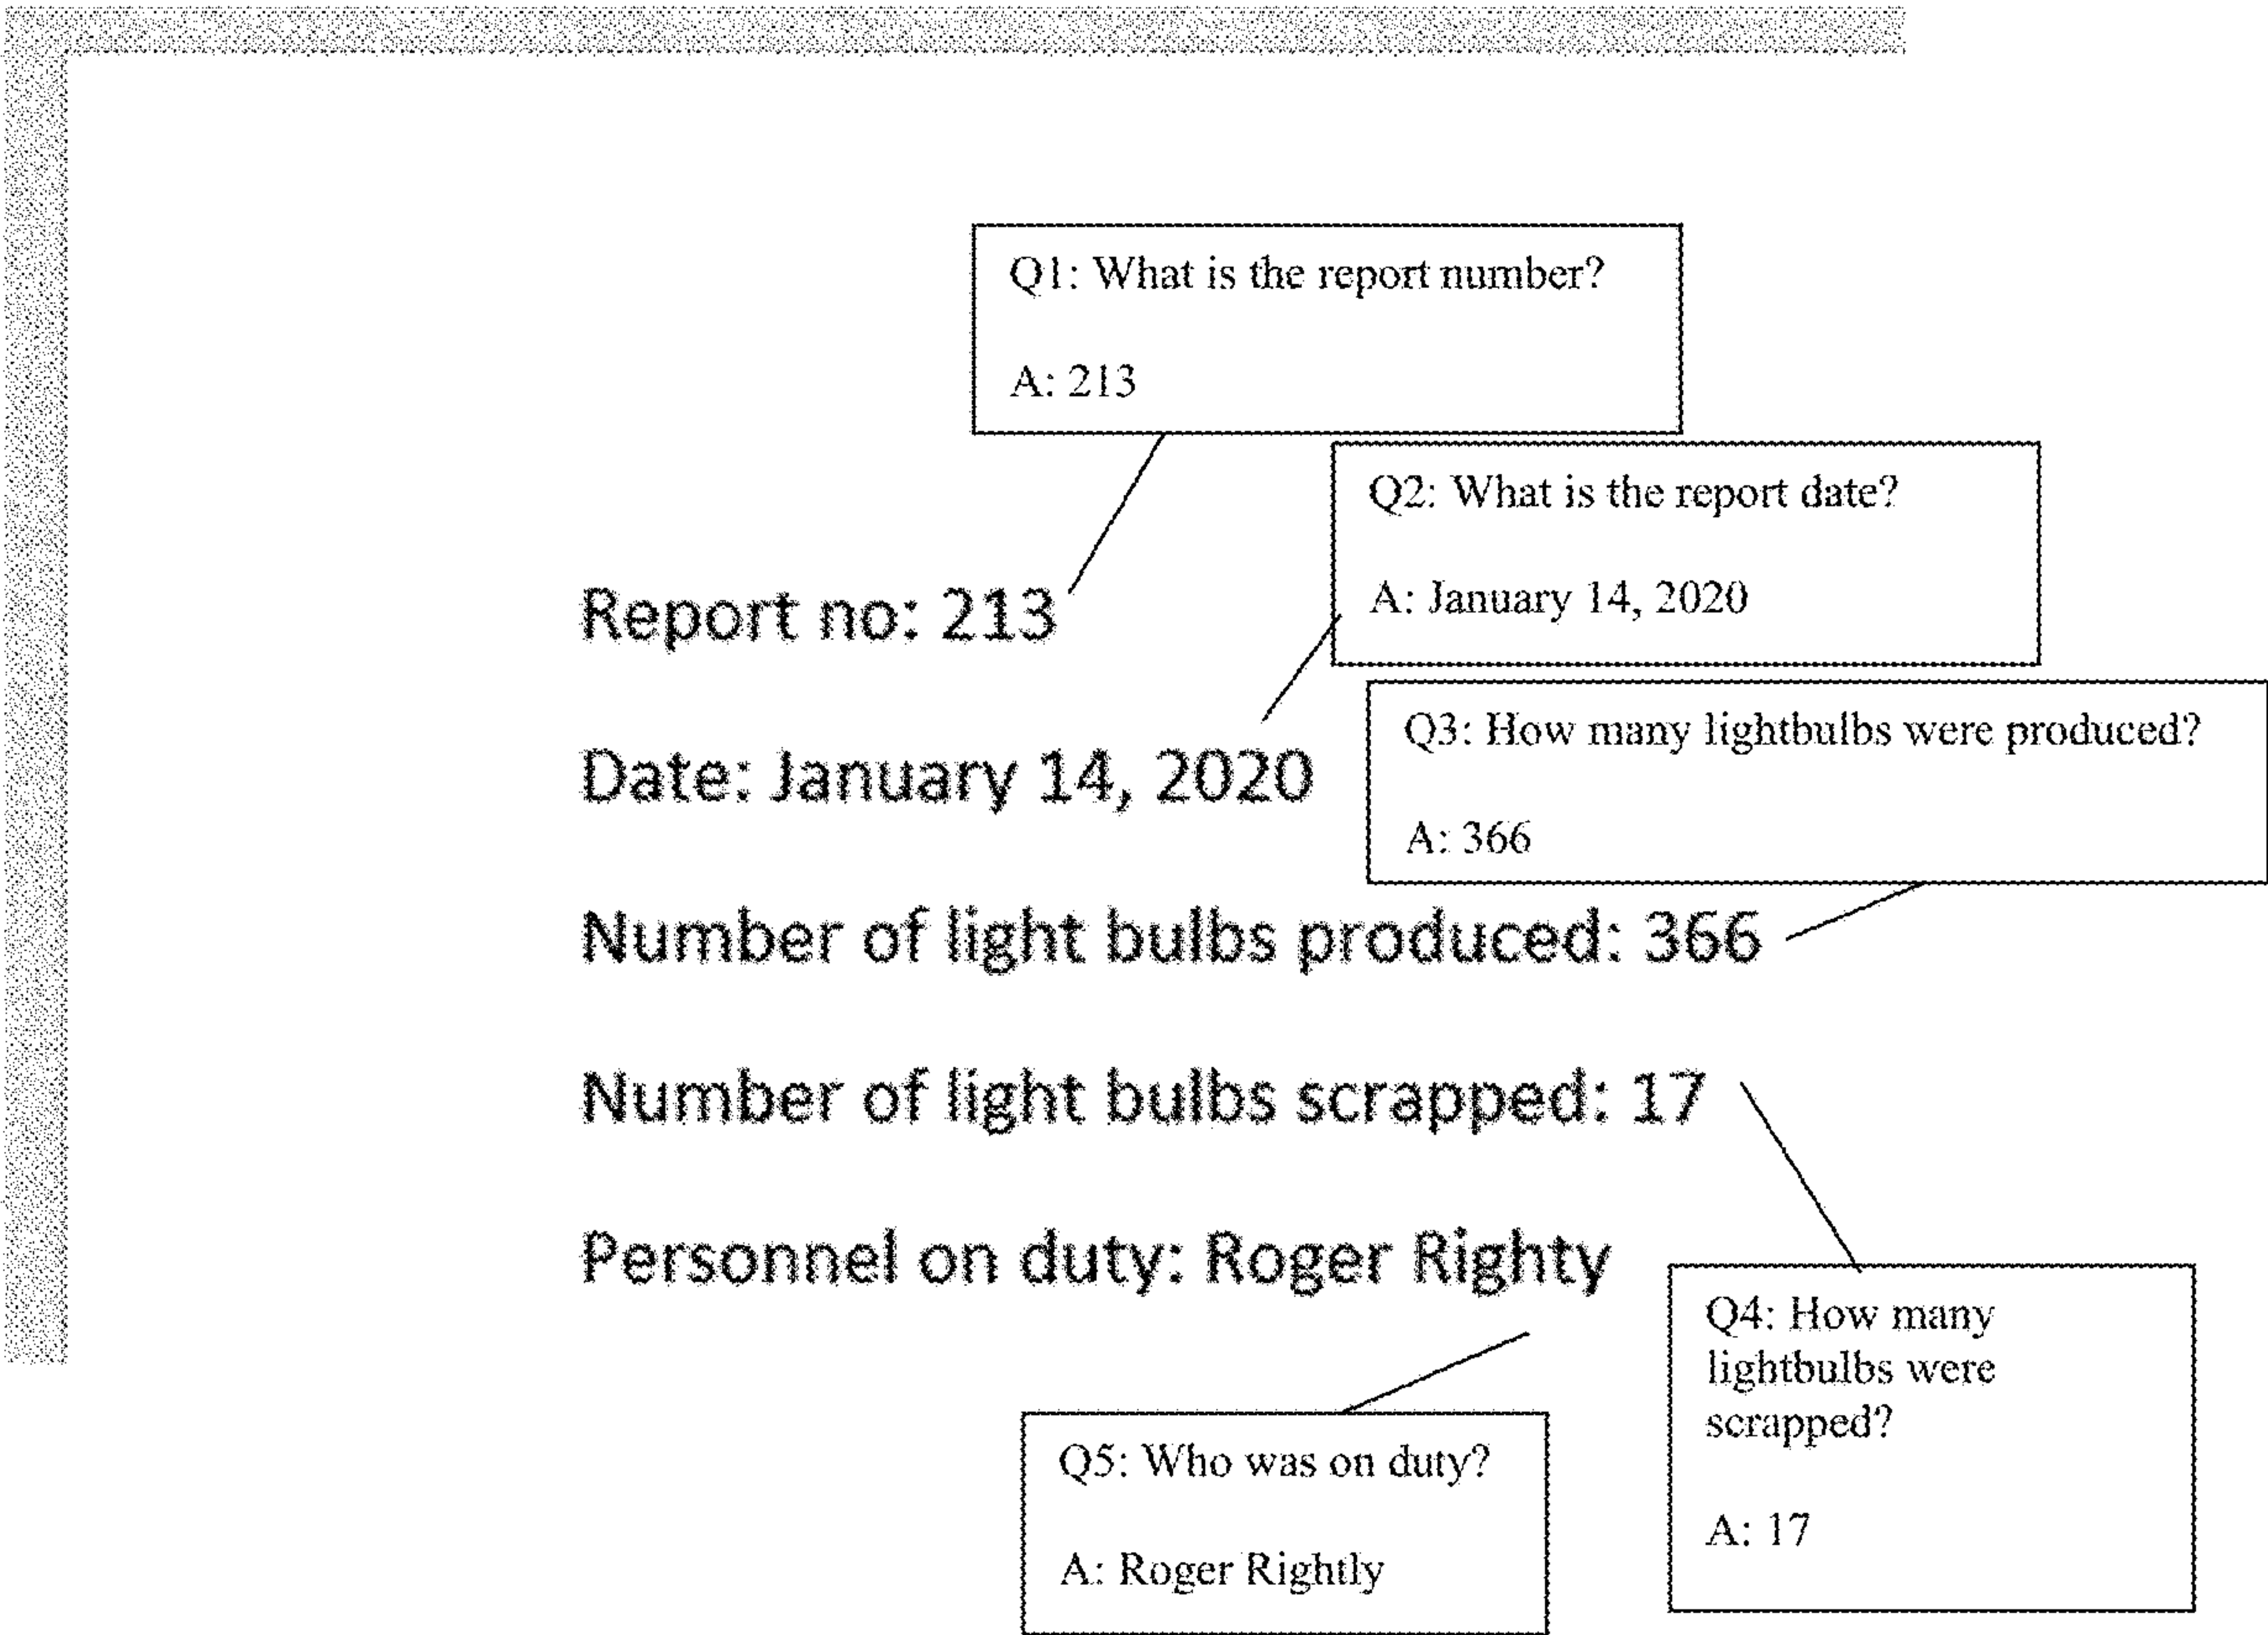 Q1: What is the report number?
A: 213
Q2: What is the report date?
A: January 14, 2020
Report no: 213
Q3: How many lightbulbs were produced?
A: 366
Date: January 14, 2020
Number of light bulbs produced: 366
Number of light bulbs scrapped: 17
Personnel on duty: Roger Righty
Q4: How many
lightbulbs were
scrapped?
A: 17
Q5: Who was on duty?
A: Roger Rightly